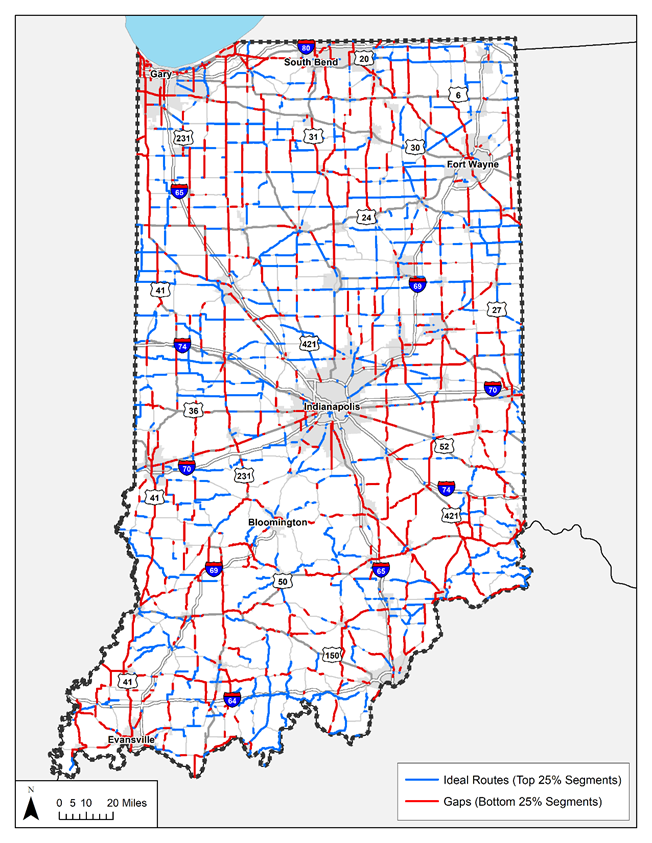 80
South Bend
20
Gary
6
231
31
30
Fort Wayne
65
24
69
41
27
421
74
70
36
Indianapolis
52
70
231
41
74
421
Bloomington
69
65
50
150
41
64
Evansville
N
0 5 10 20 Miles
Ideal Routes (Top 25% Segments)
Gaps (Bottom 25% Segments)